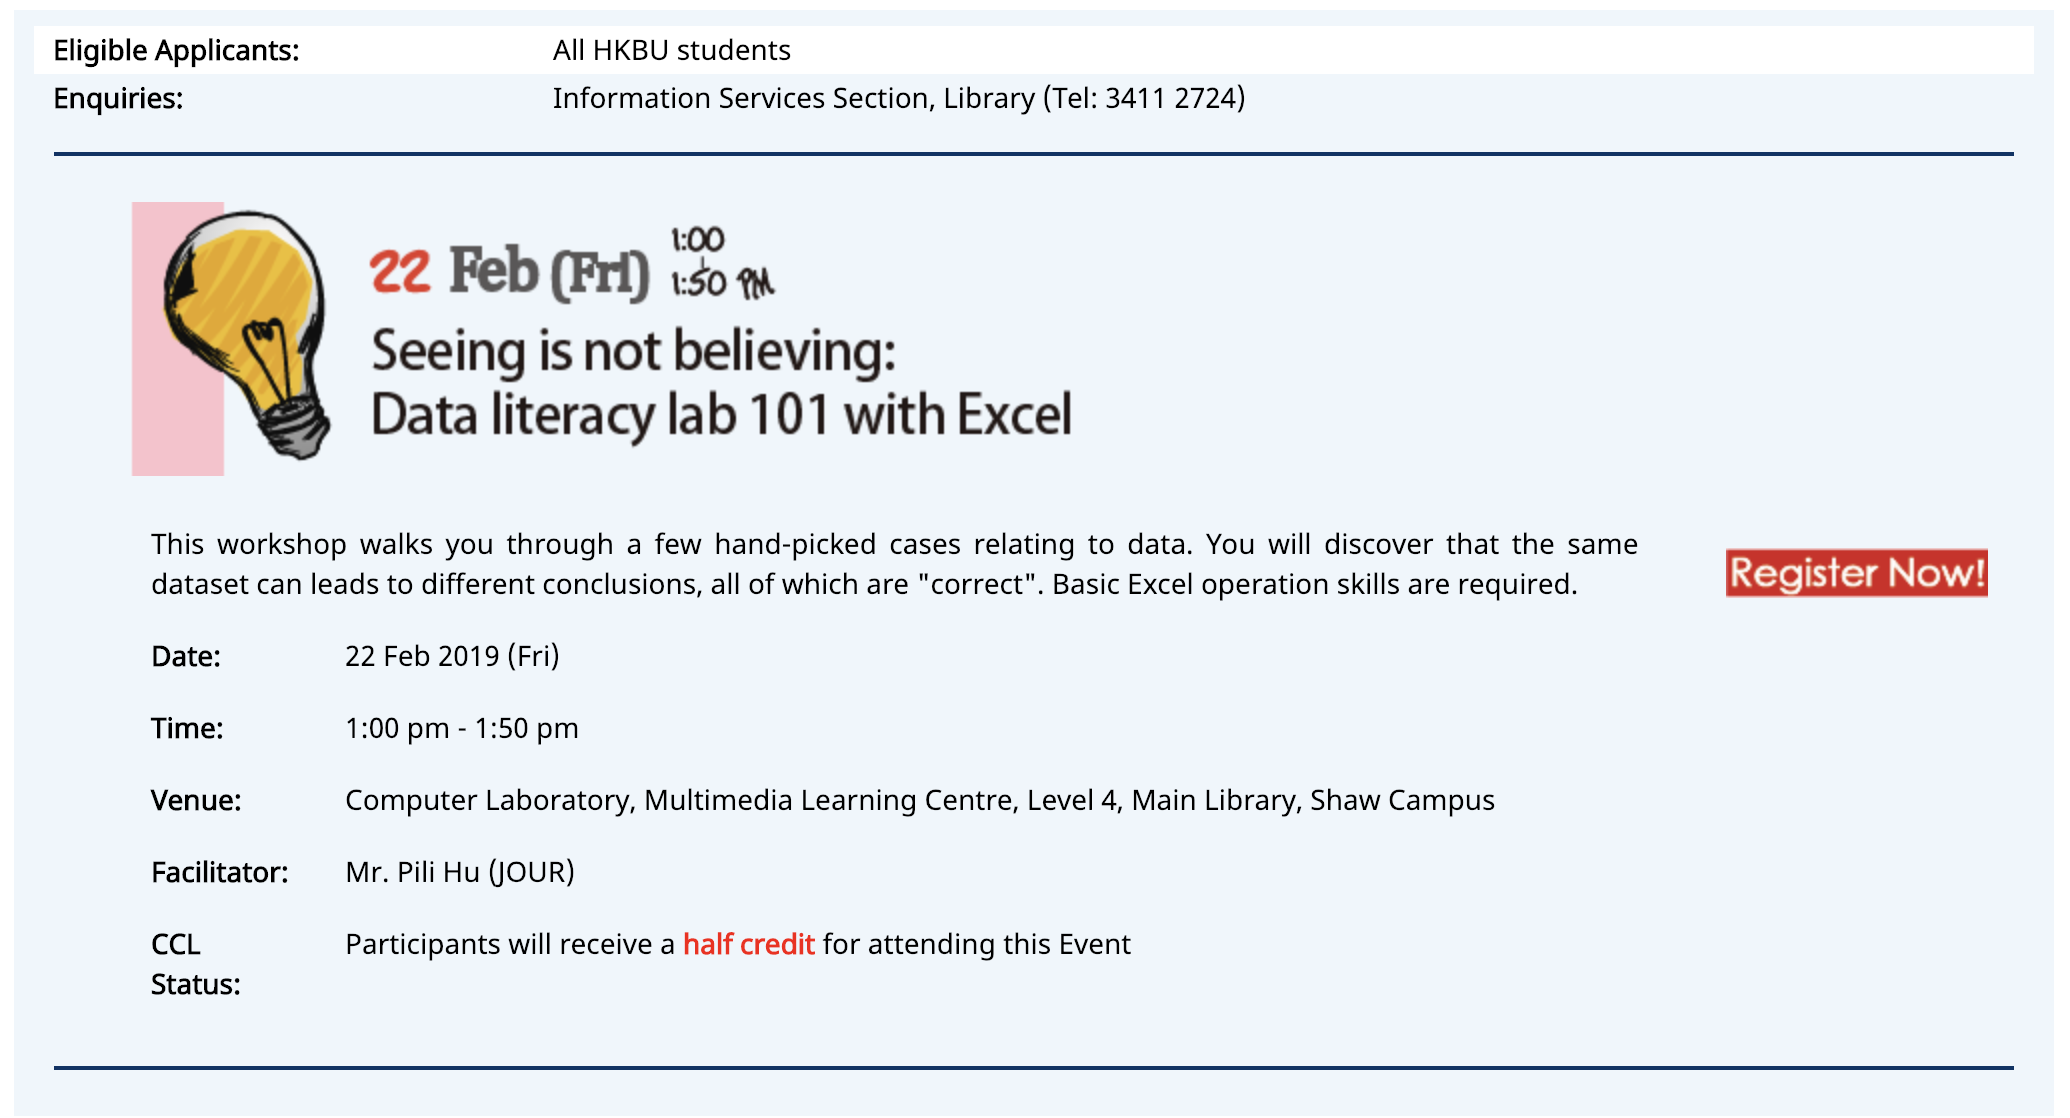 Eligible Applicants: All HKBU students
Enquiries: Information Services Section, Library (Tel: 3411 2724)
22 Feb (Fri) 1:00 - 1:50 PM
Seeing is not believing:
Data literacy lab 101 with Excel
This workshop walks you through a few hand-picked cases relating to data. You will discover that the same
dataset can leads to different conclusions, all of which are "correct". Basic Excel operation skills are required.
Register Now!
Date: 22 Feb 2019 (Fri)
Time: 1:00 pm - 1:50 pm
Venue: Computer Laboratory, Multimedia Learning Centre, Level 4, Main Library, Shaw Campus
Facilitator: Mr. Pili Hu (JOUR)
CCL Participants will receive a half credit for attending this Event
Status: